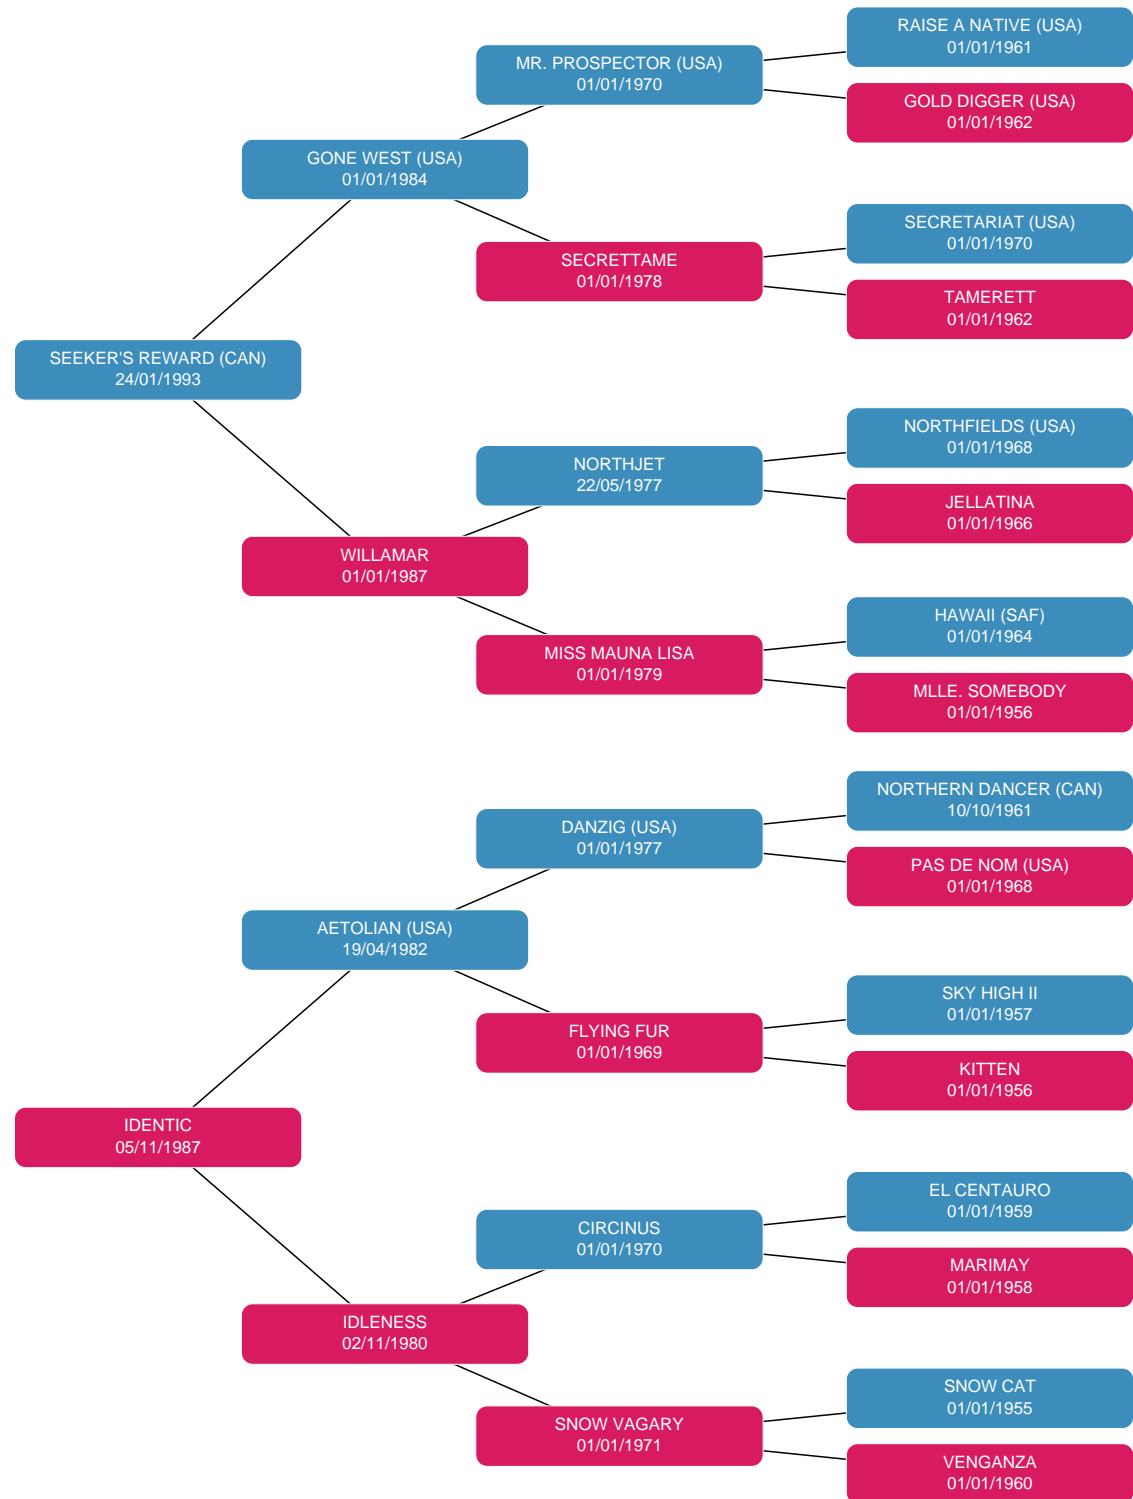 RAISE A NATIVE (USA)
01/01/1961
MR. PROSPECTOR (USA)
01/01/1970
GOLD DIGGER (USA)
01/01/1962
GONE WEST (USA)
01/01/1984
SECRETARIAT (USA)
01/01/1970
SECRETTAME
01/01/1978
TAMERETT
01/01/1962
SEEKER'S REWARD (CAN)
24/01/1993
NORTHFIELDS (USA)
01/01/1968
NORTHJET
22/05/1977
JELLATINA
01/01/1966
WILLAMAR
01/01/1987
HAWAII (SAF)
01/01/1964
MISS MAUNA LISA
01/01/1979
MLLE. SOMEBODY
01/01/1956
NORTHERN DANCER (CAN)
10/10/1961
DANZIG (USA)
01/01/1977
PAS DE NOM (USA)
01/01/1968
AETOLIAN (USA)
19/04/1982
SKY HIGH II
01/01/1957
FLYING FUR
01/01/1969
KITTEN
01/01/1956
IDENTIC
05/11/1987
EL CENTAURO
01/01/1959
CIRCINUS
01/01/1970
MARIMAY
01/01/1958
IDLENESS
02/11/1980
SNOW CAT
01/01/1955
SNOW VAGARY
01/01/1971
VENGANZA
01/01/1960